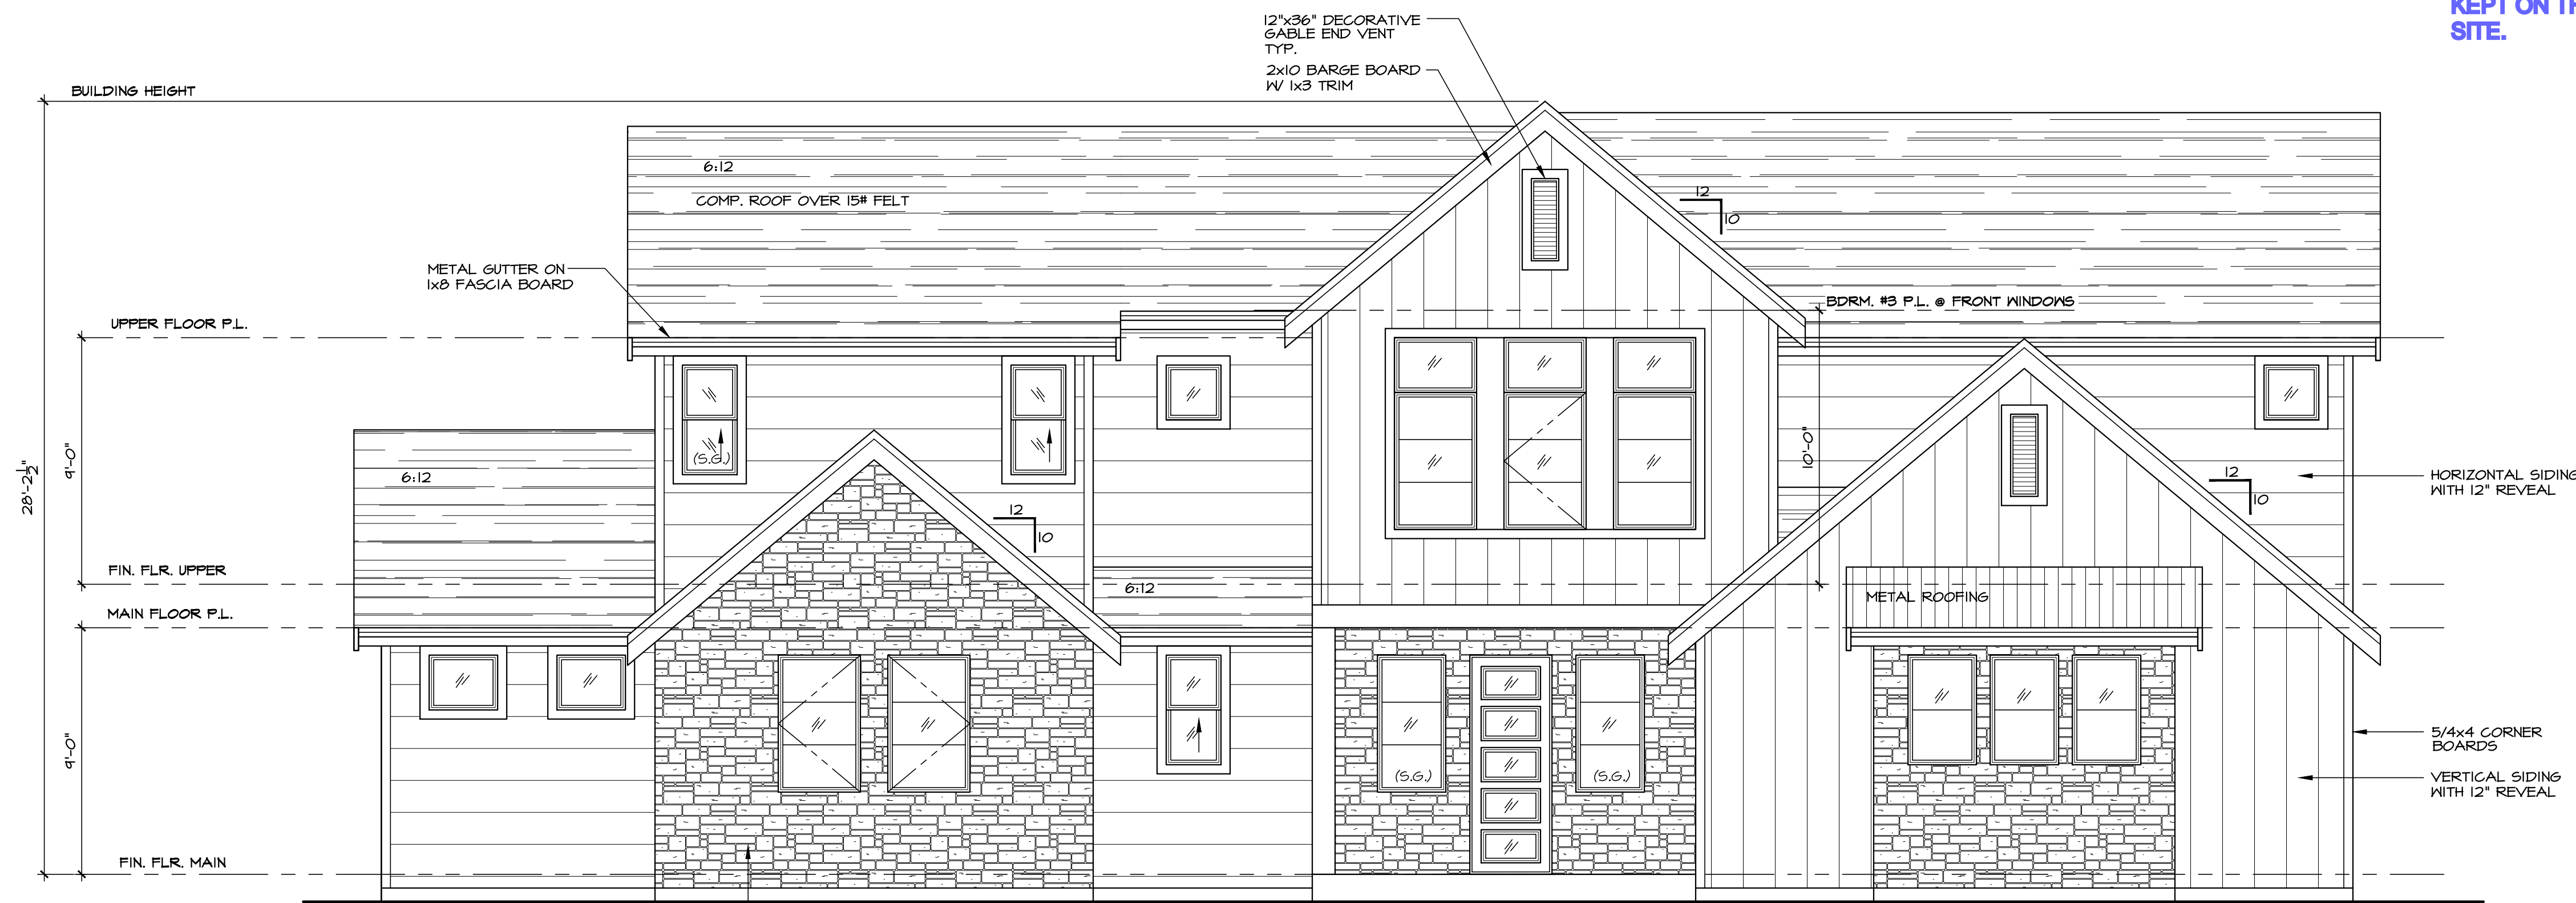 KEPT ON TH
SITE.
12"x36" DECORATIVE
GABLE END VENT
TYP.
2x10 BARGE BOARD
W/ 1x3 TRIM
BUILDING HEIGHT
6:12
COMP. ROOF OVER 15# FELT
12
10
METAL GUTTER ON
1x8 FASCIA BOARD
BDRM. #3 P.L. @ FRONT WINDOWS
UPPER FLOOR P.L.
9'-0"
28'-2½"
(S.G.)
10'-0"
6:12
12
10
12
10
HORIZONTAL SIDING
WITH 12" REVEAL
FIN. FLR. UPPER
6:12
METAL ROOFING
MAIN FLOOR P.L.
9'-0"
(S.G.)
(S.G.)
5/4x4 CORNER
BOARDS
VERTICAL SIDING
WITH 12" REVEAL
FIN. FLR. MAIN